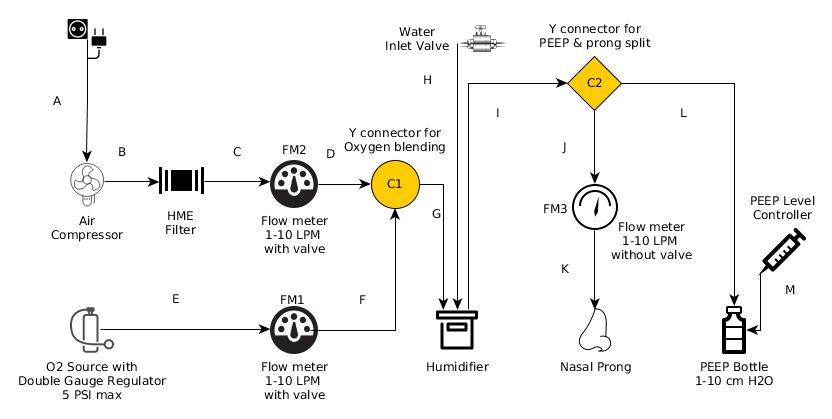 Water
Inlet Valve
Y connector for
PEEP & prong split
H
C2
A
I
L
Y connector for
Oxygen blending
J
B
C
FM2
D
C1
PEEP Level
Controller
FM3
G
HME
Filter
Air
Compressor
Flow meter
1-10 LPM
with valve
Flow meter
1-10 LPM
without valve
K
M
E
FM1
F
O2 Source with
Double Gauge Regulator
5 PSI max
Flow meter
1-10 LPM
with valve
Humidifier
Nasal Prong
PEEP Bottle
1-10 cm H2O